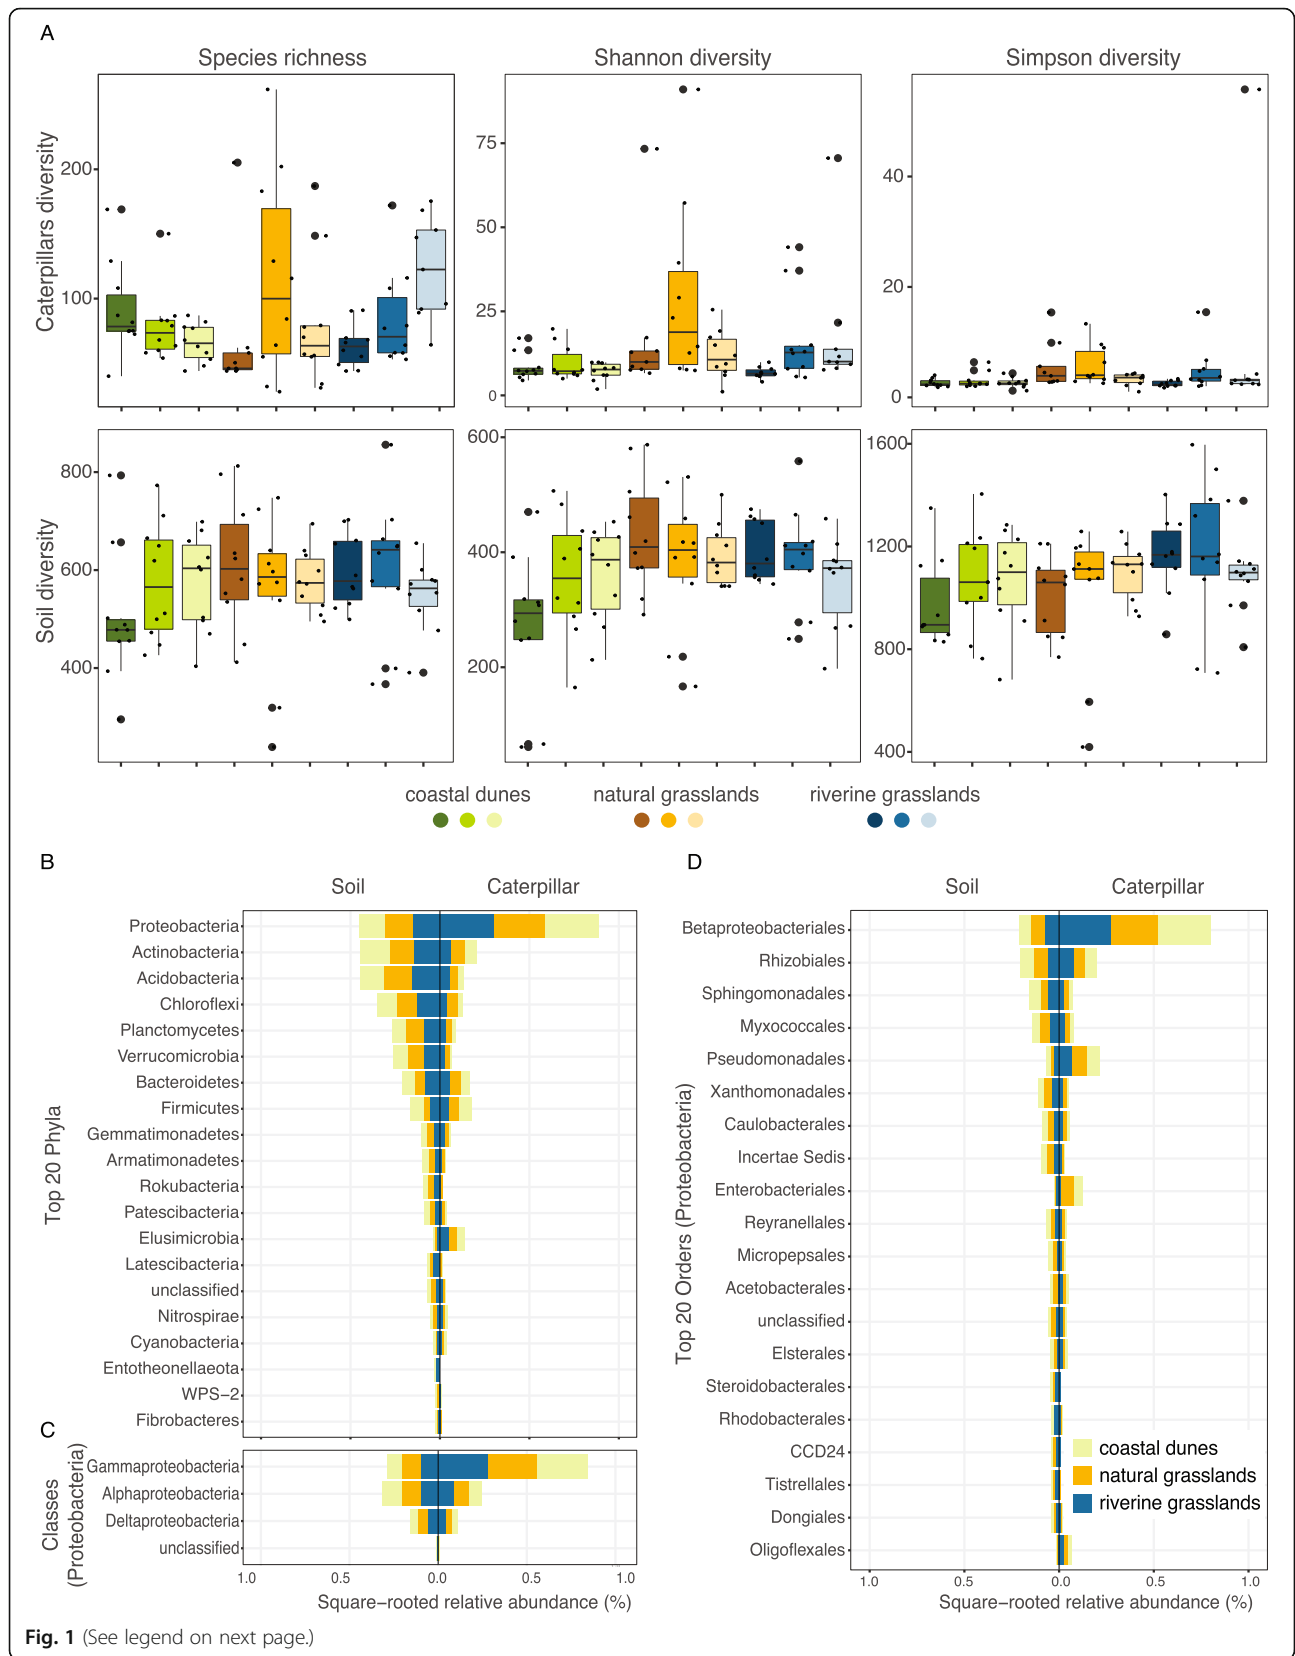 A
Species richness
Shannon diversity
Simpson diversity
Caterpillars diversity
200
100
75
50
25
0
40
20
0
Soil diversity
800
600
400
600
400
200
1600
1200
800
400
coastal dunes
natural grasslands
riverine grasslands
B
Soil
Caterpillar
Top 20 Phyla
Proteobacteria
Actinobacteria
Acidobacteria
Chloroflexi
Planctomycetes
Verrucomicrobia
Bacteroidetes
Firmicutes
Gemmatimonadetes
Armatimonadetes
Rokubacteria
Patescibacteria
Elusimicrobia
Latescibacteria
unclassified
Nitrospirae
Cyanobacteria
Entotheonellaeota
WPS−2
Fibrobacteres
C
Classes
(Proteobacteria)
Gammaproteobacteria
Alphaproteobacteria
Deltaproteobacteria
unclassified
1.0 0.5 0.0 0.5 1.0
Square−rooted relative abundance (%)
D
Soil
Caterpillar
Top 20 Orders (Proteobacteria)
Betaproteobacteriales
Rhizobiales
Sphingomonadales
Myxococcales
Pseudomonadales
Xanthomonadales
Caulobacterales
Incertae Sedis
Enterobacteriales
Reyranellales
Micropepsales
Acetobacterales
unclassified
Elsterales
Steroidobacterales
Rhodobacterales
CCD24
Tistrellales
Dongiales
Oligoflexales
coastal dunes
natural grasslands
riverine grasslands
1.0 0.5 0.0 0.5 1.0
Square−rooted relative abundance (%)
Fig. 1 (See legend on next page.)